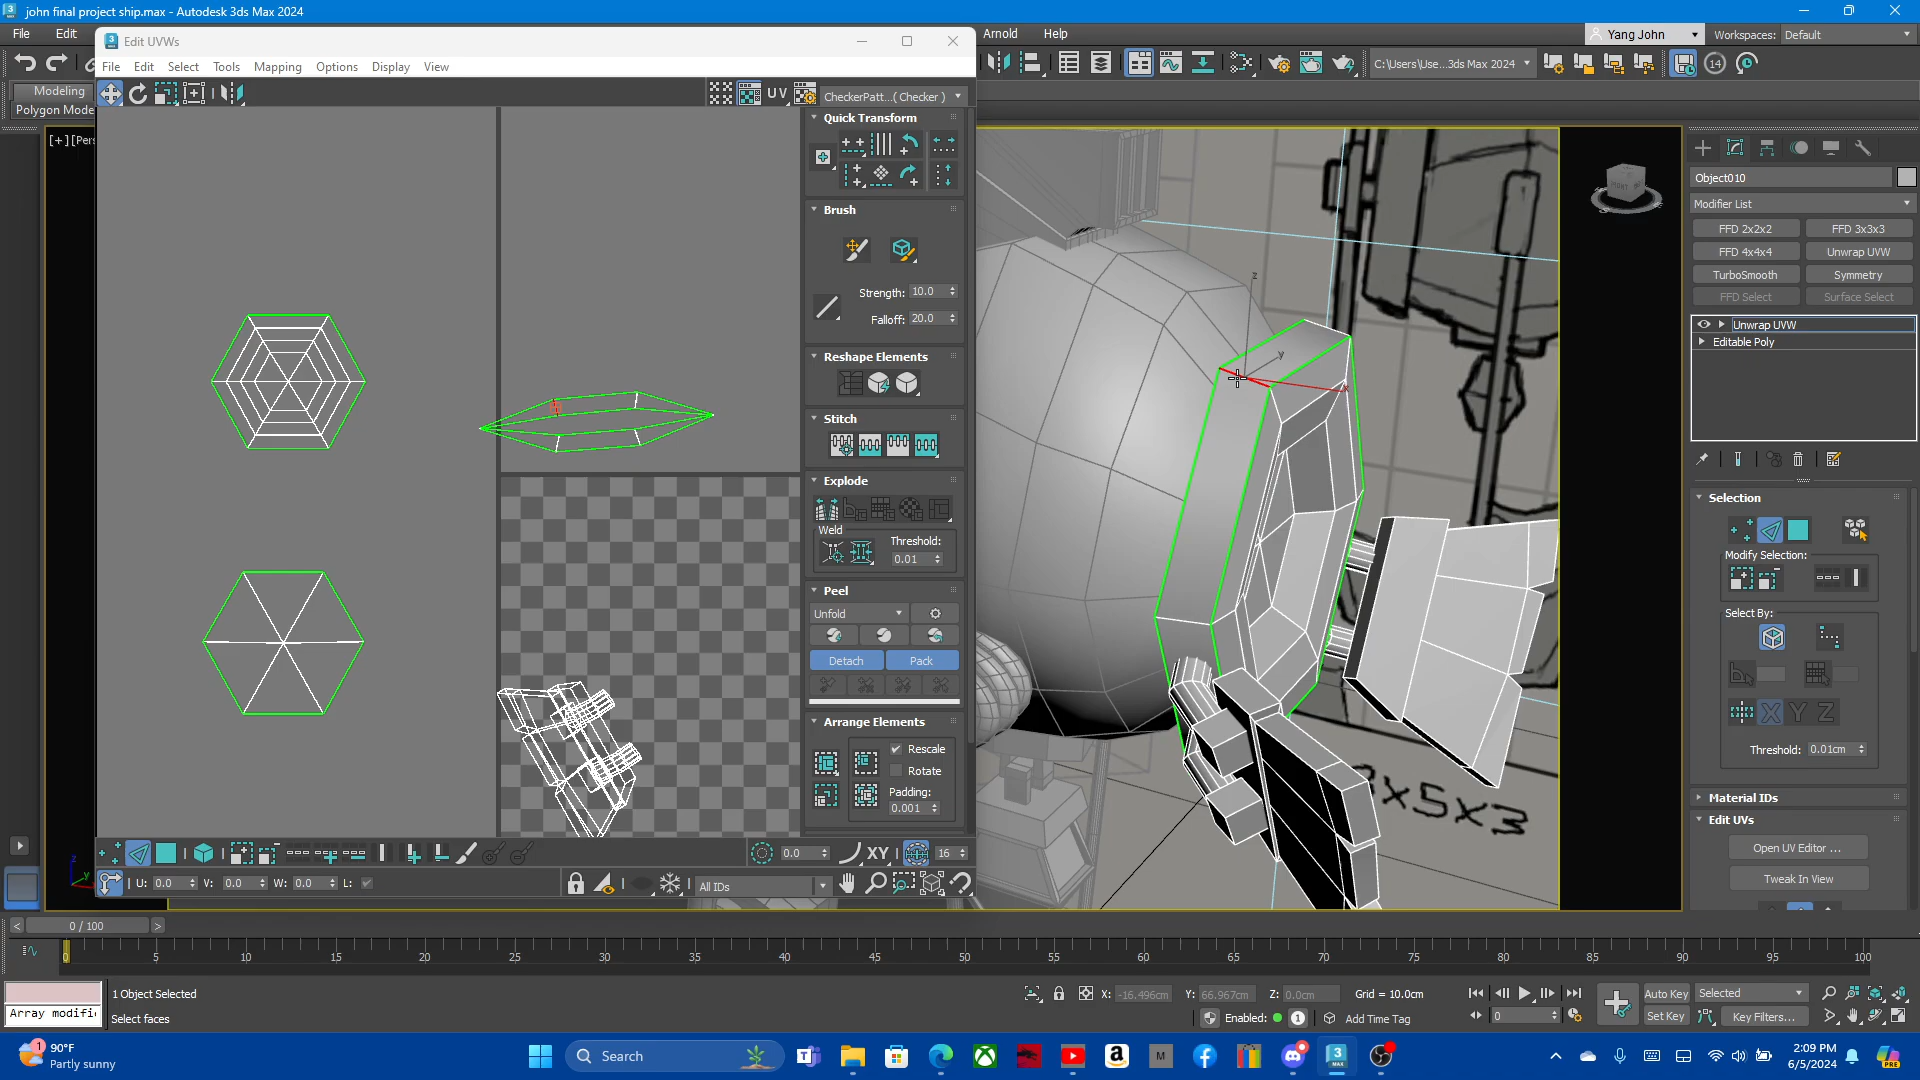 john final project ship.max - Autodesk 3ds Max 2024
File Edit
Arnold Help
Yang John
Workspaces: Default
Edit UVWs
File Edit Select Tools Mapping Options Display View
C:\Users\Use...3ds Max 2024
14
Modeling
Polygon Mode
UV
CheckerPatt...( Checker )
Quick Transform
Brush
Strength: 10.0
Falloff: 20.0
Reshape Elements
Stitch
Explode
Weld
Threshold:
0.01
Peel
Unfold
Detach Pack
Arrange Elements
Rescale
Rotate
Padding:
0.001
0.0
XY
16
U: 0.0 V: 0.0 W: 0.0 L:
All IDs
z
y
x
Object010
Modifier List
FFD 2x2x2 FFD 3x3x3
FFD 4x4x4 Unwrap UVW
TurboSmooth Symmetry
FFD Select Surface Select
Unwrap UVW
Editable Poly
Selection
Modify Selection:
Select By:
X Y Z
Threshold: 0.01cm
Material IDs
Edit UVs
Open UV Editor ...
Tweak In View
0 / 100
0 5 10 15 20 25 30 35 40 45 50 55 60 65 70 75 80 85 90 95 100
1 Object Selected
Select faces
Array modifi
X: -16.496cm Y: 66.967cm Z: 0.0cm Grid = 10.0cm
Enabled: 1 Add Time Tag
0
Auto Key Selected
Set Key Key Filters...
90°F
Partly sunny
Search
2:09 PM
6/5/2024